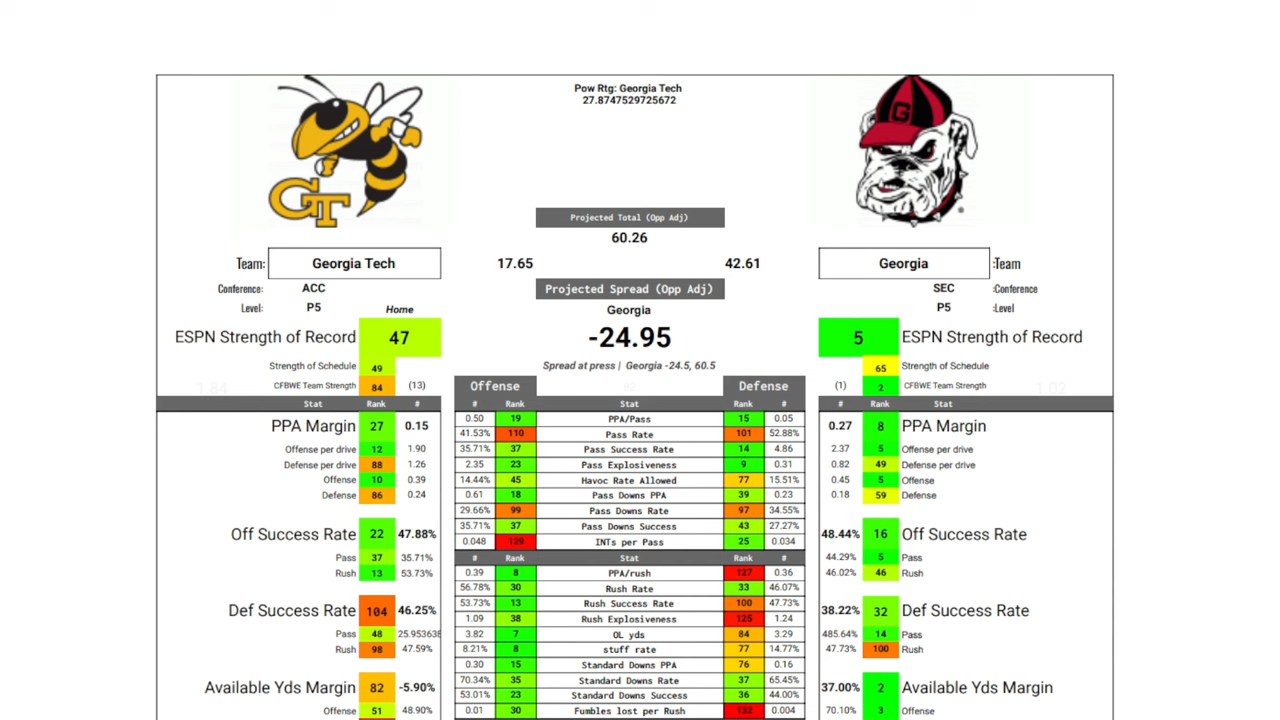 Pow Rtg: Georgia Tech
27.8747529725672
G
GT
Projected Total (Opp Adj)
60.26
Team: Georgia Tech 17.65 42.61 Georgia :Team
Conference: ACC Projected Spread (Opp Adj) SEC :Conference
Level: P5 Home Georgia P5 :Level
ESPN Strength of Record 47 -24.95 5 ESPN Strength of Record
Strength of Schedule 49 Spread at press | Georgia -24.5, 60.5 65 Strength of Schedule
1.84 CFBWE Team Strength 84 (13) Offense 82 Defense (1) 2 CFBWE Team Strength 1.02
Stat Rank # # Rank Stat Rank # # Rank Stat
PPA Margin 27 0.15 0.27 8 PPA Margin
0.50 19 PPA/Pass 15 0.05
41.53% 110 Pass Rate 101 52.88%
Offense per drive 12 1.90 35.71% 37 Pass Success Rate 14 4.86 2.37 5 Offense per drive
Defense per drive 88 1.26 2.35 23 Pass Explosiveness 9 0.31 0.82 49 Defense per drive
Offense 10 0.39 14.44% 45 Havoc Rate Allowed 77 15.51% 0.45 5 Offense
Defense 86 0.24 0.61 18 Pass Downs PPA 39 0.23 0.18 59 Defense
29.66% 99 Pass Downs Rate 97 34.55%
Off Success Rate 22 47.88% 35.71% 37 Pass Downs Success 43 27.27% 48.44% 16 Off Success Rate
0.048 129 INTs per Pass 25 0.034
Pass 37 35.71% # Rank Stat Rank # 44.29% 5 Pass
Rush 13 53.73% 0.39 8 PPA/rush 127 0.36 46.02% 46 Rush
56.78% 30 Rush Rate 33 46.07%
Def Success Rate 104 46.25% 53.73% 13 Rush Success Rate 100 47.73% 38.22% 32 Def Success Rate
1.09 38 Rush Explosiveness 125 1.24
Pass 48 25.953638 3.82 7 OL yds 84 3.29 485.64% 14 Pass
Rush 98 47.59% 8.21% 8 stuff rate 77 14.77% 47.73% 100 Rush
0.30 15 Standard Downs PPA 76 0.16
Available Yds Margin 82 -5.90% 70.34% 35 Standard Downs Rate 37 65.45% 37.00% 2 Available Yds Margin
53.01% 23 Standard Downs Success 36 44.00%
Offense 51 48.90% 0.01 30 Fumbles lost per Rush 132 0.004 70.10% 3 Offense